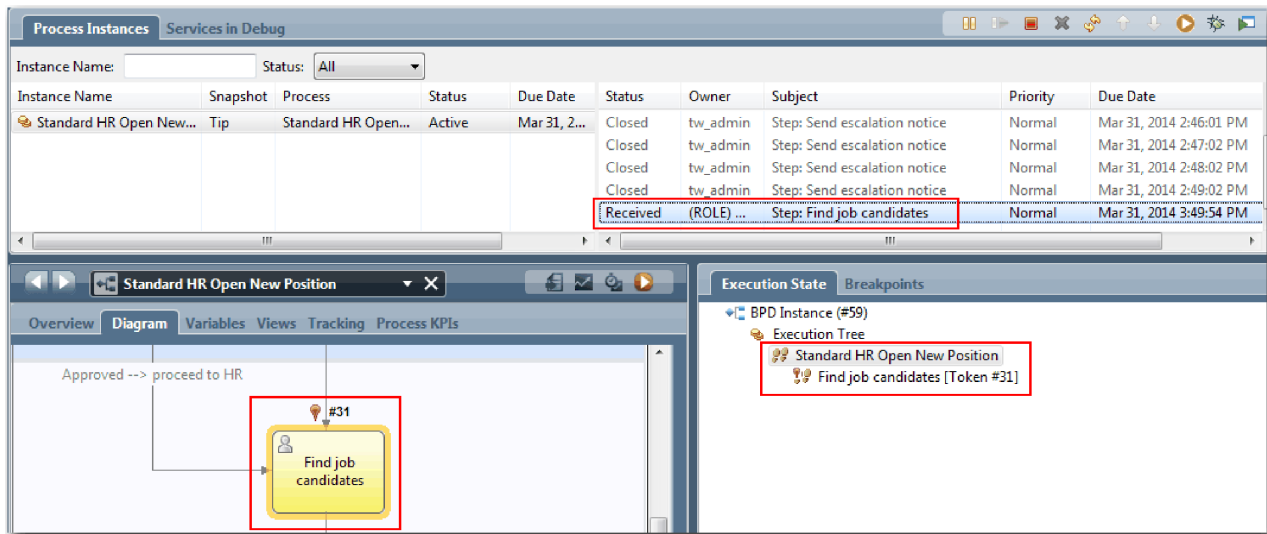 Process Instances Services in Debug
Instance Name: Status: All
Instance Name Snapshot Process Status Due Date Status Owner Subject Priority Due Date
Standard HR Open New... Tip Standard HR Open... Active Mar 31, 2... Closed tw_admin Step: Send escalation notice Normal Mar 31, 2014 2:46:01 PM
Closed tw_admin Step: Send escalation notice Normal Mar 31, 2014 2:47:02 PM
Closed tw_admin Step: Send escalation notice Normal Mar 31, 2014 2:48:02 PM
Closed tw_admin Step: Send escalation notice Normal Mar 31, 2014 2:49:02 PM
Received (ROLE) ... Step: Find job candidates Normal Mar 31, 2014 3:49:54 PM
Standard HR Open New Position
Overview Diagram Variables Views Tracking Process KPIs
Approved --> proceed to HR
#31
Find job
candidates
Execution State Breakpoints
BPD Instance (#59)
Execution Tree
Standard HR Open New Position
Find job candidates [Token #31]